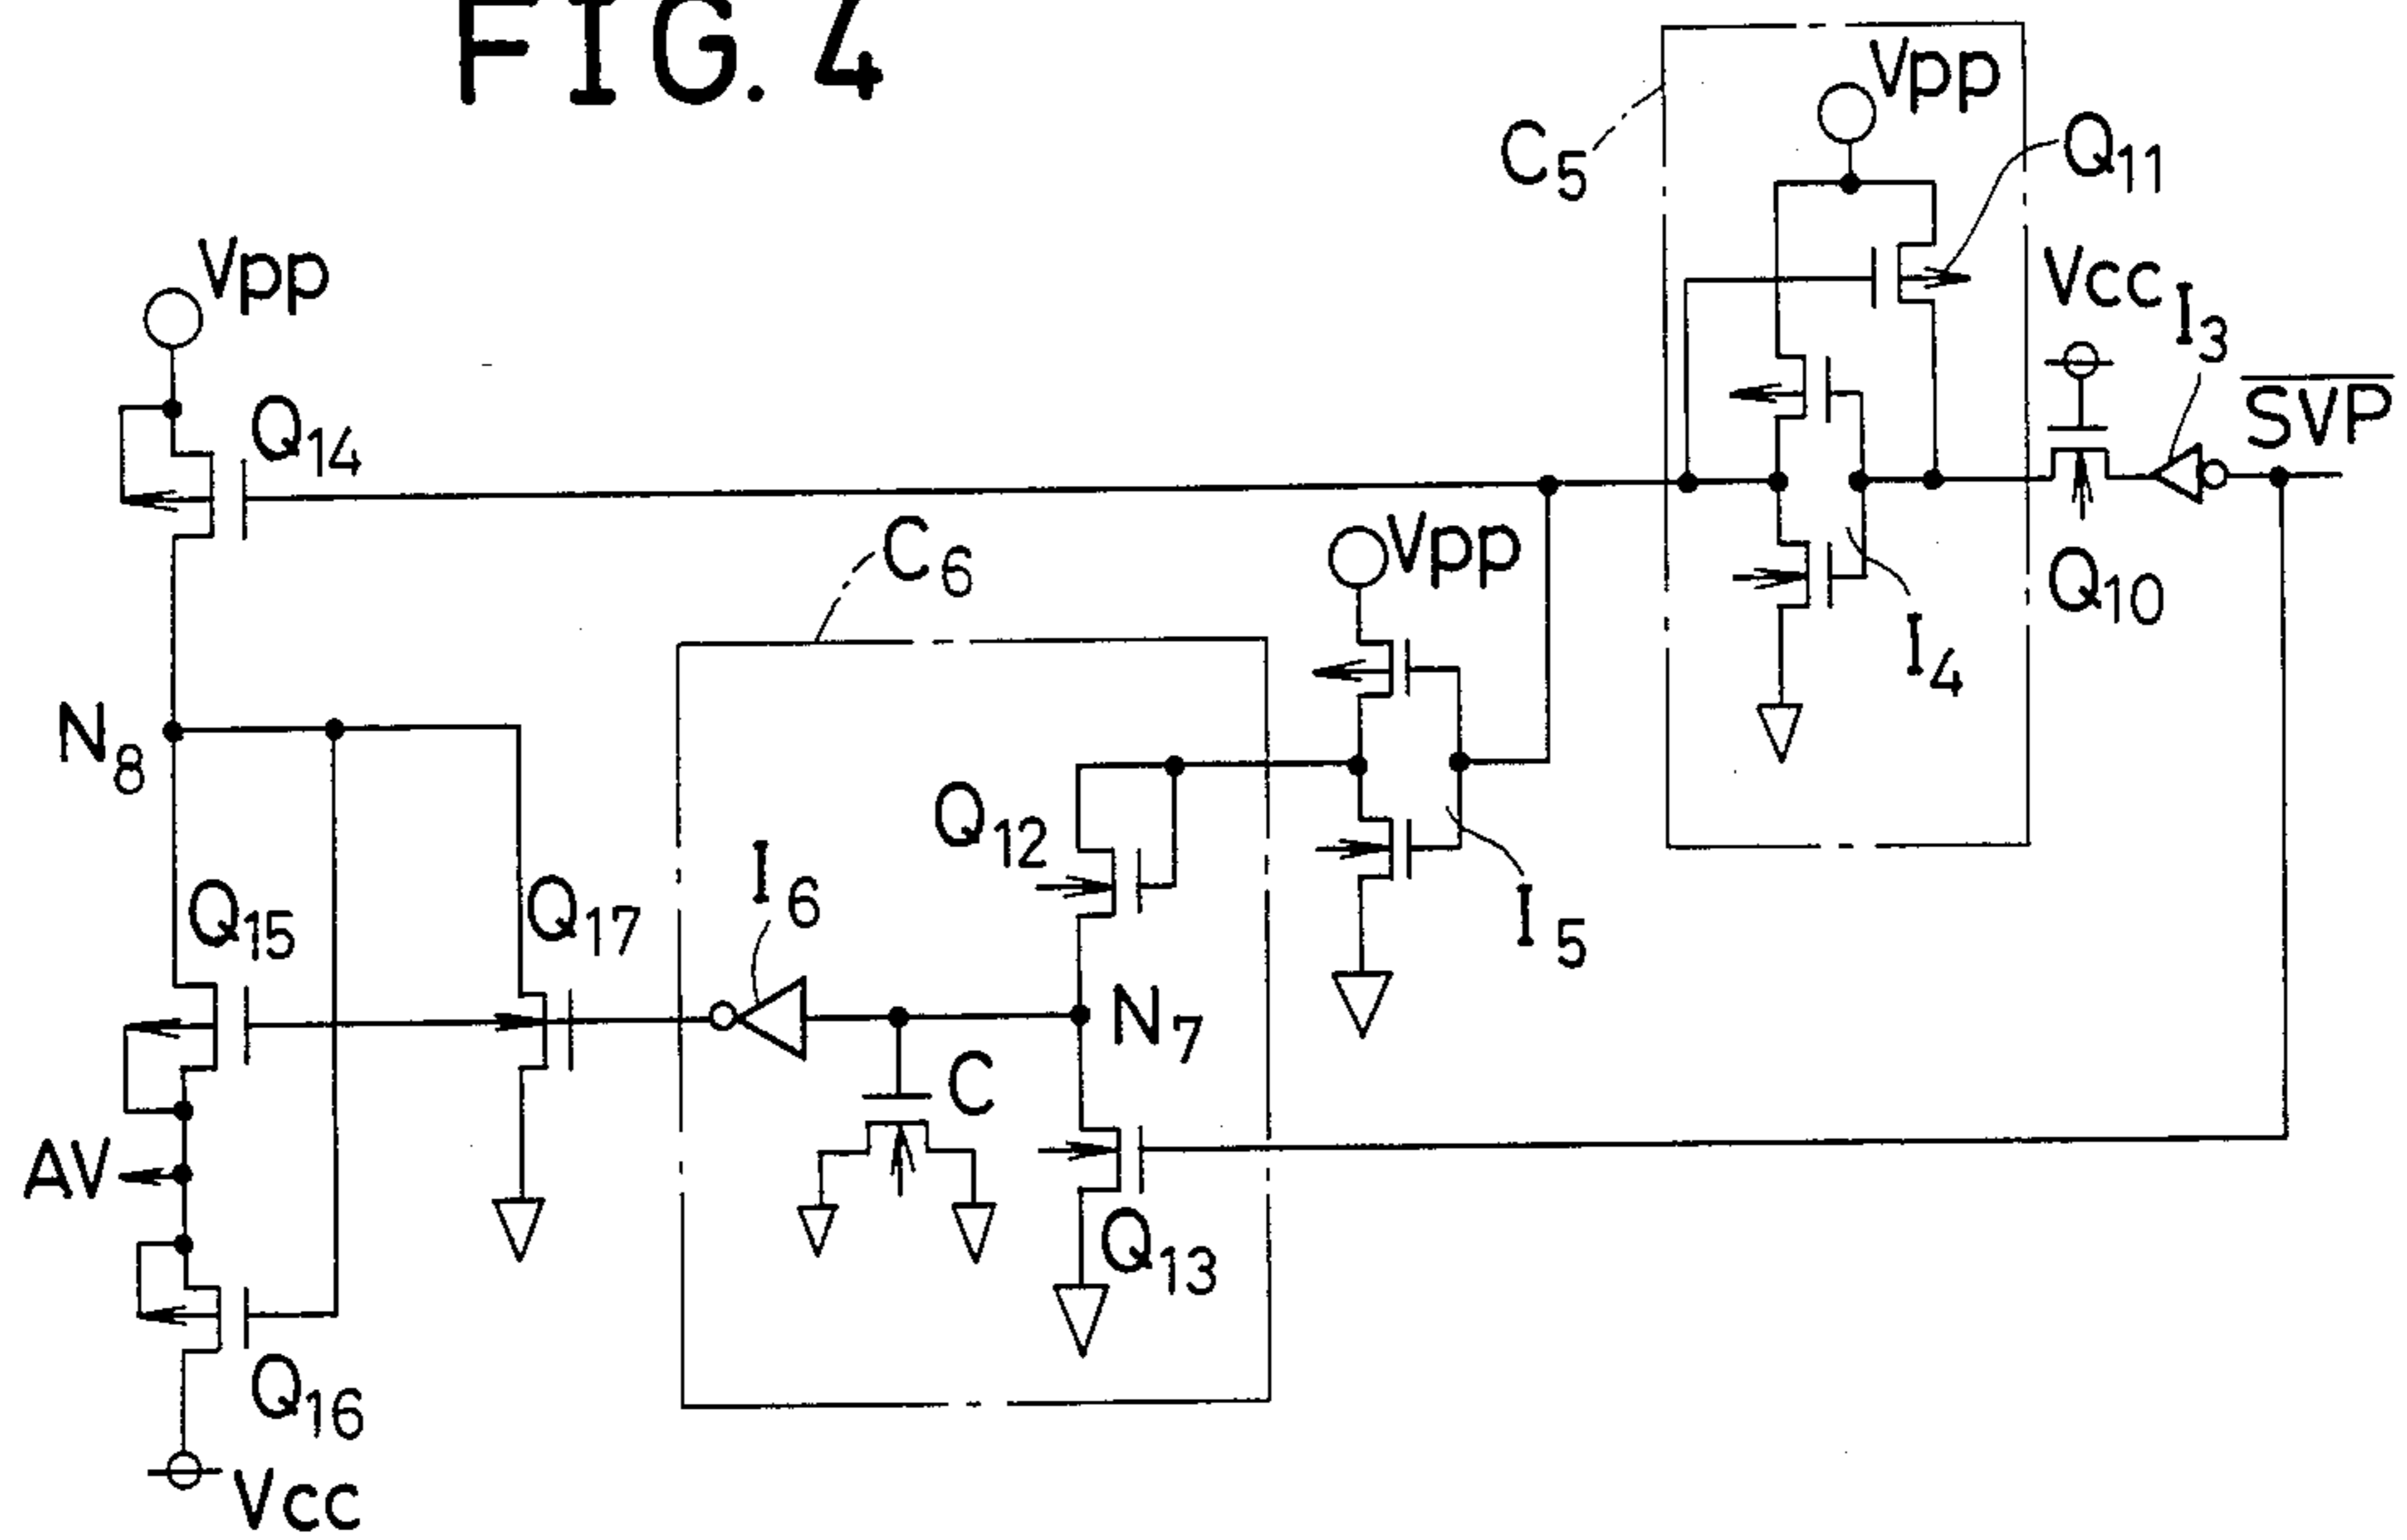 FIG. 4
Vpp
C5
Q11
Vpp
Vcc
I3
SVP
Q14
C6
Vpp
Q10
I4
N8
Q12
I6
Q15
Q17
I5
N7
C
AV
Q13
Q16
Vcc